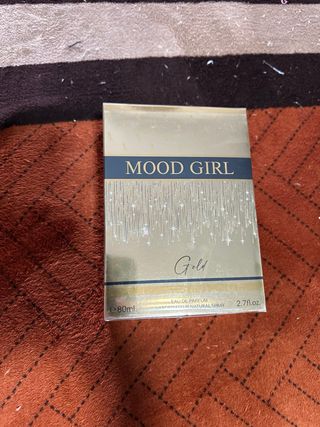 MOOD GIRL
Gold
EAU DE PARFUM
NATURAL SPRAY
80ml 2.7fl.oz.